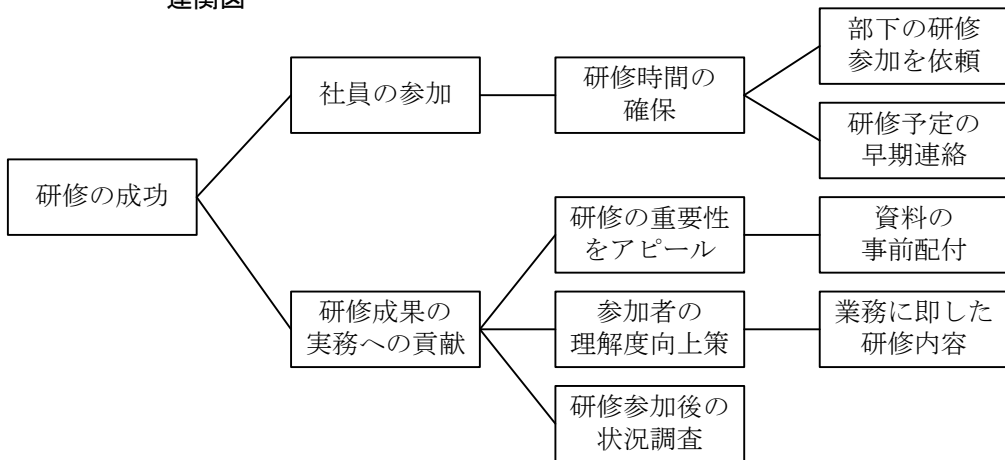 連関図
部下の研修
参加を依頼
社員の参加
研修時間の
確保
研修予定の
早期連絡
研修の成功
研修の重要性
をアピール
資料の
事前配付
研修成果の
実務への貢献
参加者の
理解度向上策
業務に即した
研修内容
研修参加後の
状況調査